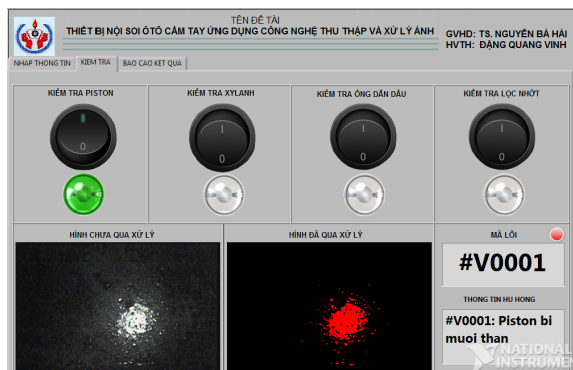 TÊN ĐỀ TÀI
THIẾT BỊ NỘI SOI ÔTÔ CẦM TAY ỨNG DỤNG CÔNG NGHỆ THU THẬP VÀ XỬ LÝ ẢNH
GVHD: TS. NGUYỄN BÁ HẢI
HVTH: ĐẶNG QUANG VINH
NHAP THONG TIN KIEM TRA BAO CAO KET QUA
KIỂM TRA PISTON KIỂM TRA XYLANH KIỂM TRA ỐNG DẪN DẦU KIỂM TRA LỌC NHỚT
I I I
0 0 0 0
HÌNH CHƯA QUA XỬ LÝ HÌNH ĐÃ QUA XỬ LÝ MÃ LỖI
#V0001
THONG TIN HU HONG
#V0001: Piston bi
muoi than
NATIONAL
INSTRUMEN